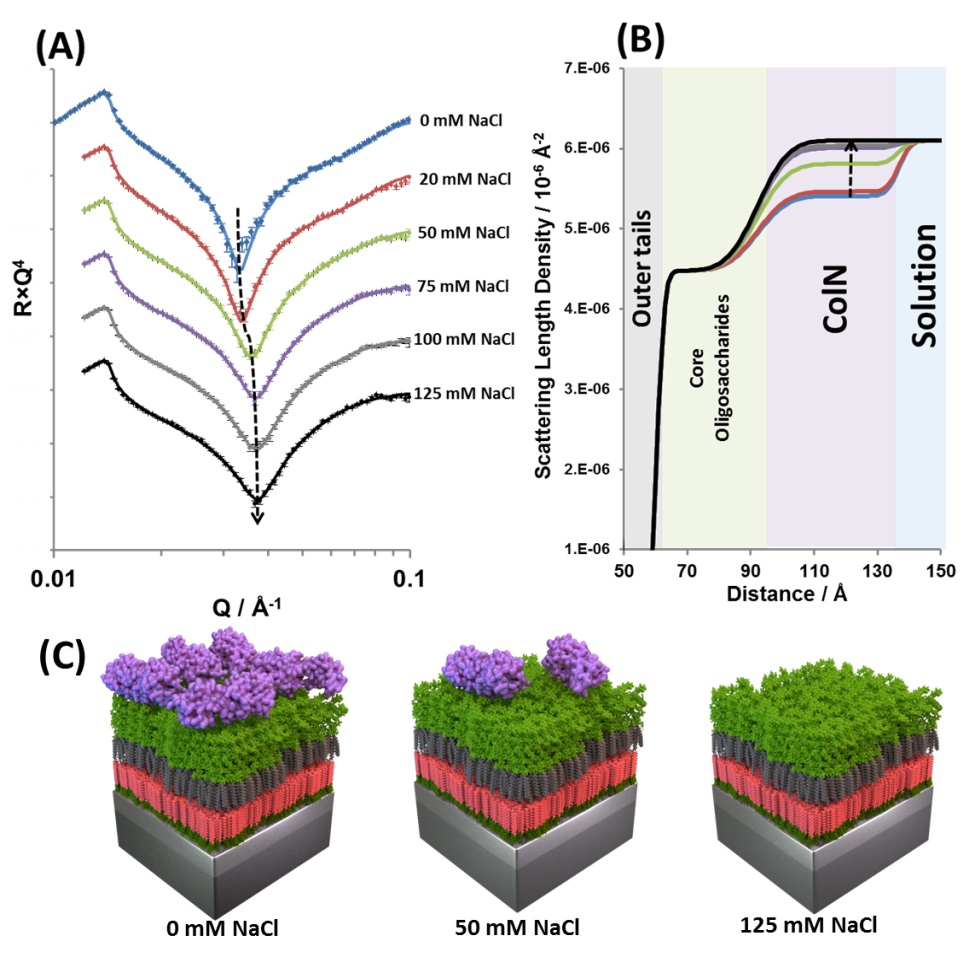 (A)
0 mM NaCl
20 mM NaCl
50 mM NaCl
75 mM NaCl
100 mM NaCl
125 mM NaCl
R×Q⁴
0.01
0.1
Q / Å⁻¹
(B)
7.E-06
6.E-06
5.E-06
4.E-06
3.E-06
2.E-06
1.E-06
Scattering Length Density / 10⁻⁶ Å⁻²
Outer tails
Core
Oligosaccharides
ColN
Solution
50
70
90
110
130
150
Distance / Å
(C)
0 mM NaCl
50 mM NaCl
125 mM NaCl